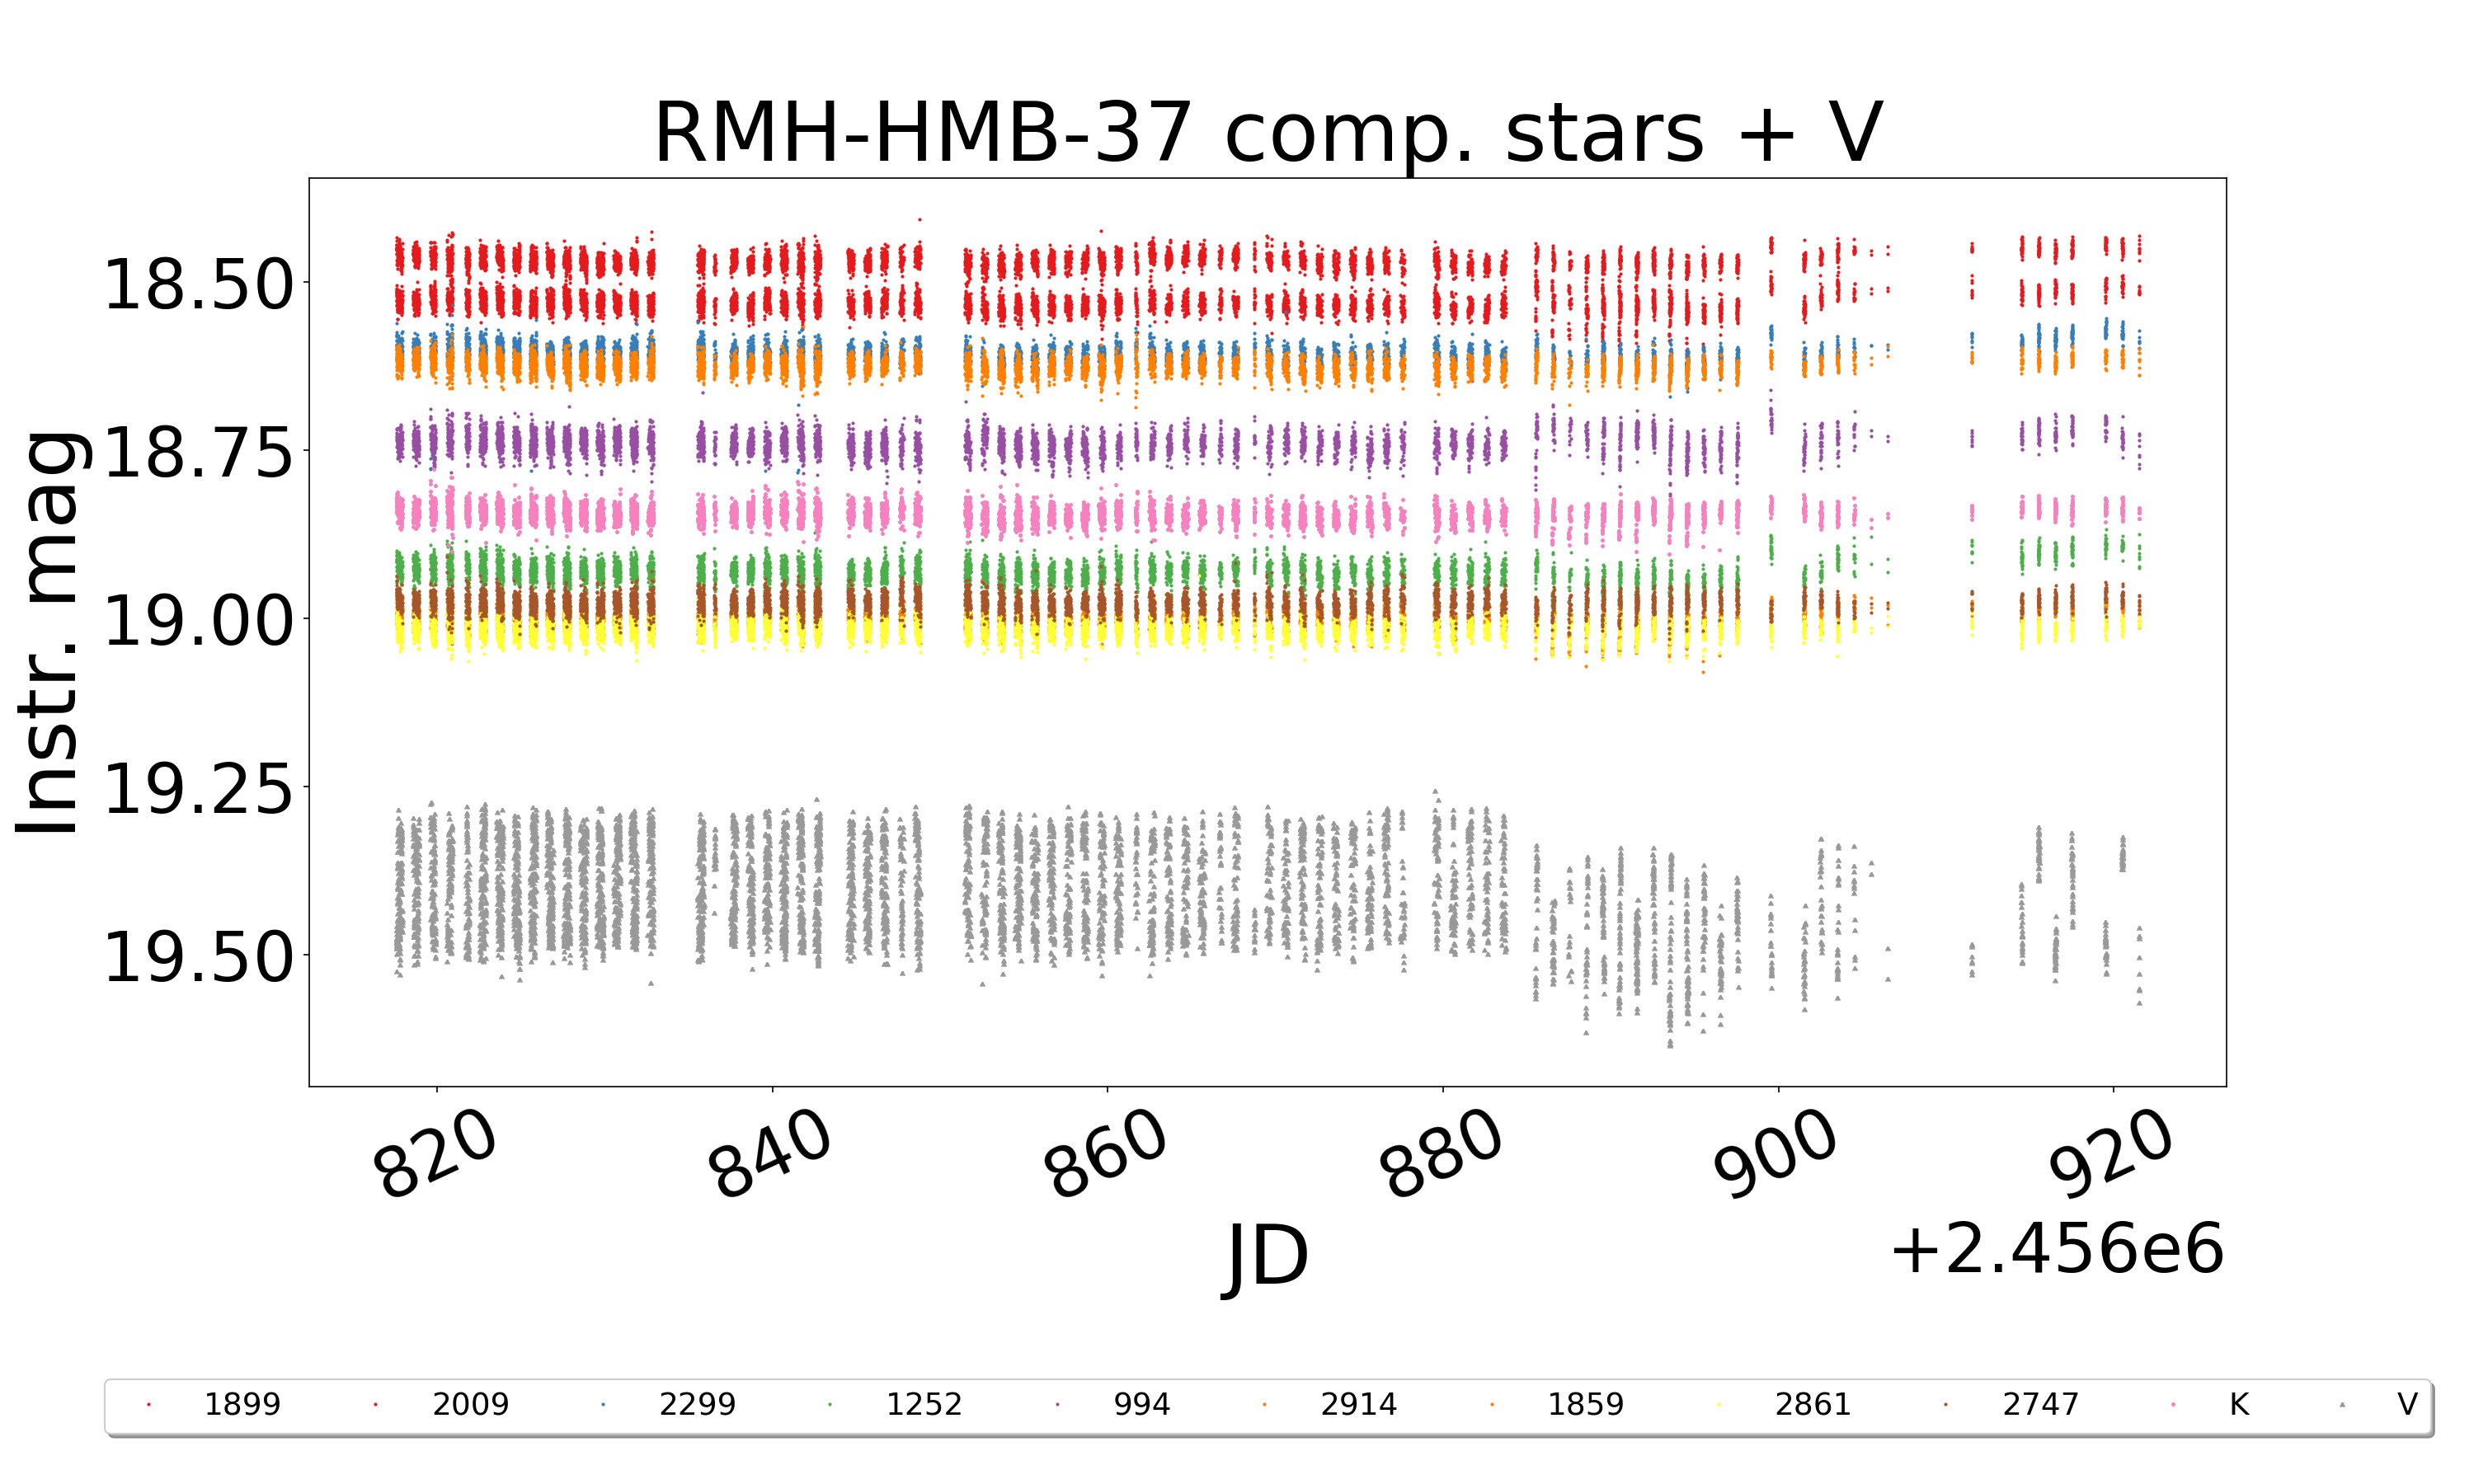 RMH-HMB-37 comp. stars + V
Instr. mag
18.50
18.75
19.00
19.25
19.50
820 840 860 880 900 920
JD
+2.456e6
1899 2009 2299 1252 994 2914 1859 2861 2747 K V